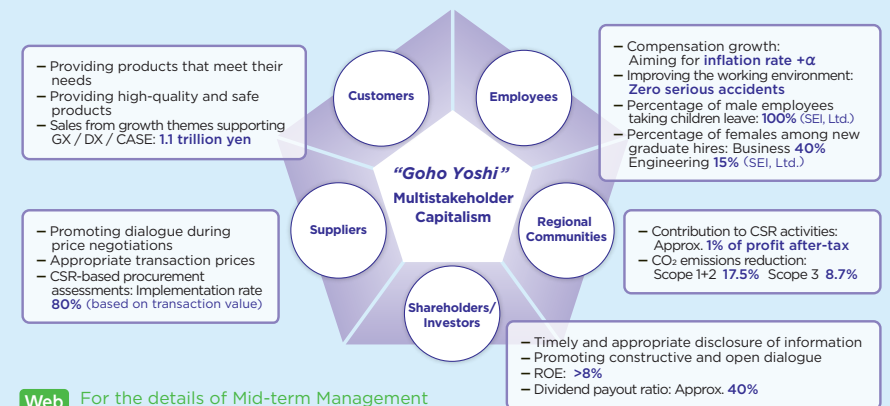 – Providing products that meet their
needs
– Providing high-quality and safe
products
– Sales from growth themes supporting
GX / DX / CASE: 1.1 trillion yen
Customers
Employees
– Compensation growth:
Aiming for inflation rate +α
– Improving the working environment:
Zero serious accidents
– Percentage of male employees
taking children leave: 100% (SEI, Ltd.)
– Percentage of females among new
graduate hires: Business 40%
Engineering 15% (SEI, Ltd.)
“Goho Yoshi”
Multistakeholder
Capitalism
– Promoting dialogue during
price negotiations
– Appropriate transaction prices
– CSR-based procurement
assessments: Implementation rate
80% (based on transaction value)
Suppliers
Regional
Communities
– Contribution to CSR activities:
Approx. 1% of profit after-tax
– CO₂ emissions reduction:
Scope 1+2 17.5% Scope 3 8.7%
Shareholders/
Investors
– Timely and appropriate disclosure of information
– Promoting constructive and open dialogue
– ROE: >8%
– Dividend payout ratio: Approx. 40%
Web For the details of Mid-term Management